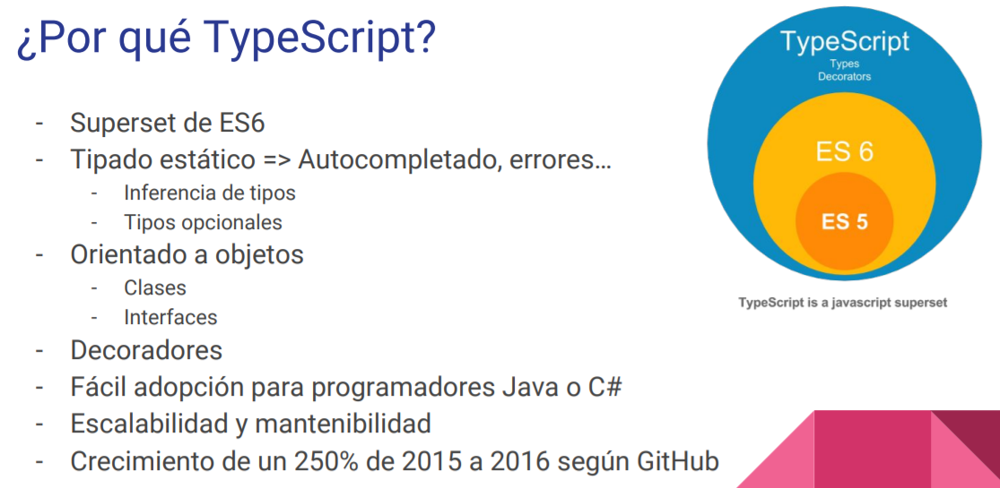 ¿Por qué TypeScript?
- Superset de ES6
- Tipado estático => Autocompletado, errores…
- Inferencia de tipos
- Tipos opcionales
- Orientado a objetos
- Clases
- Interfaces
- Decoradores
- Fácil adopción para programadores Java o C#
- Escalabilidad y mantenibilidad
- Crecimiento de un 250% de 2015 a 2016 según GitHub
TypeScript
Types
Decorators
ES 6
ES 5
TypeScript is a javascript superset